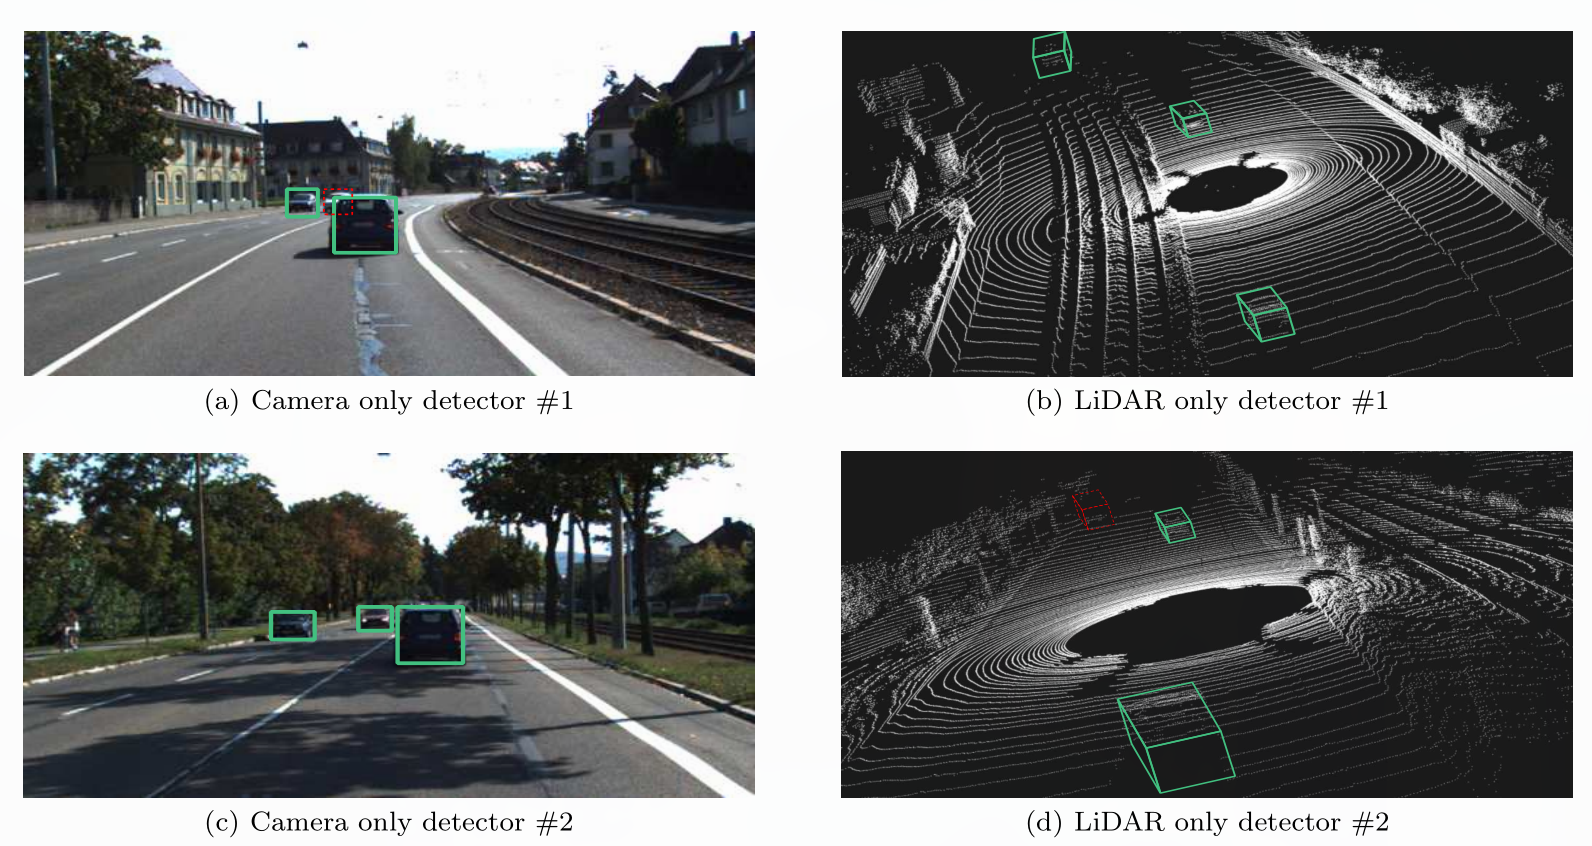 (a) Camera only detector #1
(b) LiDAR only detector #1
(c) Camera only detector #2
(d) LiDAR only detector #2